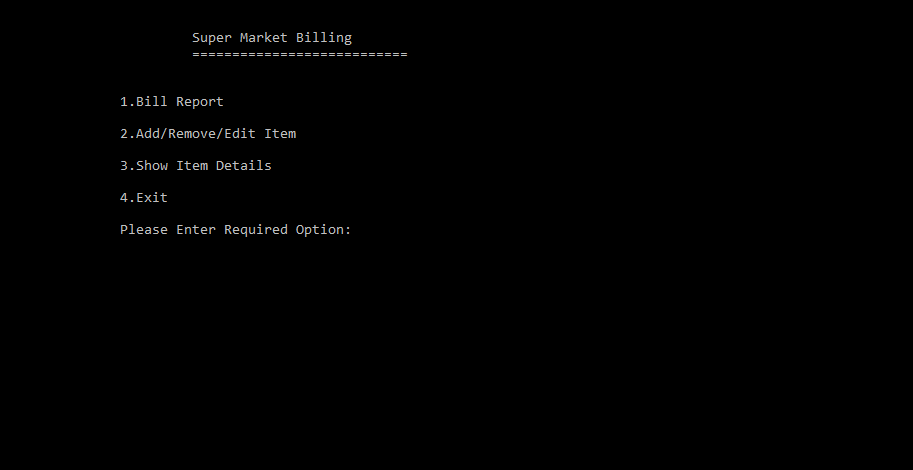 Super Market Billing
===========================
1.Bill Report
2.Add/Remove/Edit Item
3.Show Item Details
4.Exit
Please Enter Required Option: